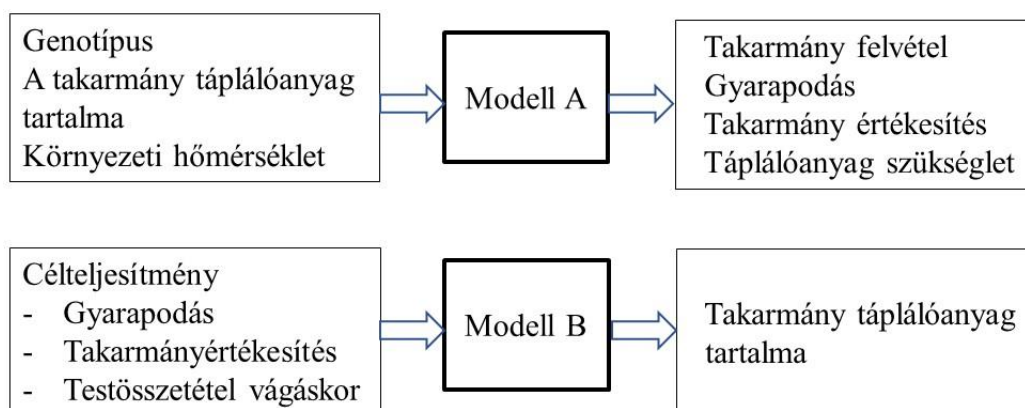 Genotípus
A takarmány táplálóanyag
tartalma
Környezeti hőmérséklet
Modell A
Takarmány felvétel
Gyarapodás
Takarmány értékesítés
Táplálóanyag szükséglet
Célteljesítmény
- Gyarapodás
- Takarmányértékesítés
- Testösszetétel vágáskor
Modell B
Takarmány táplálóanyag
tartalma